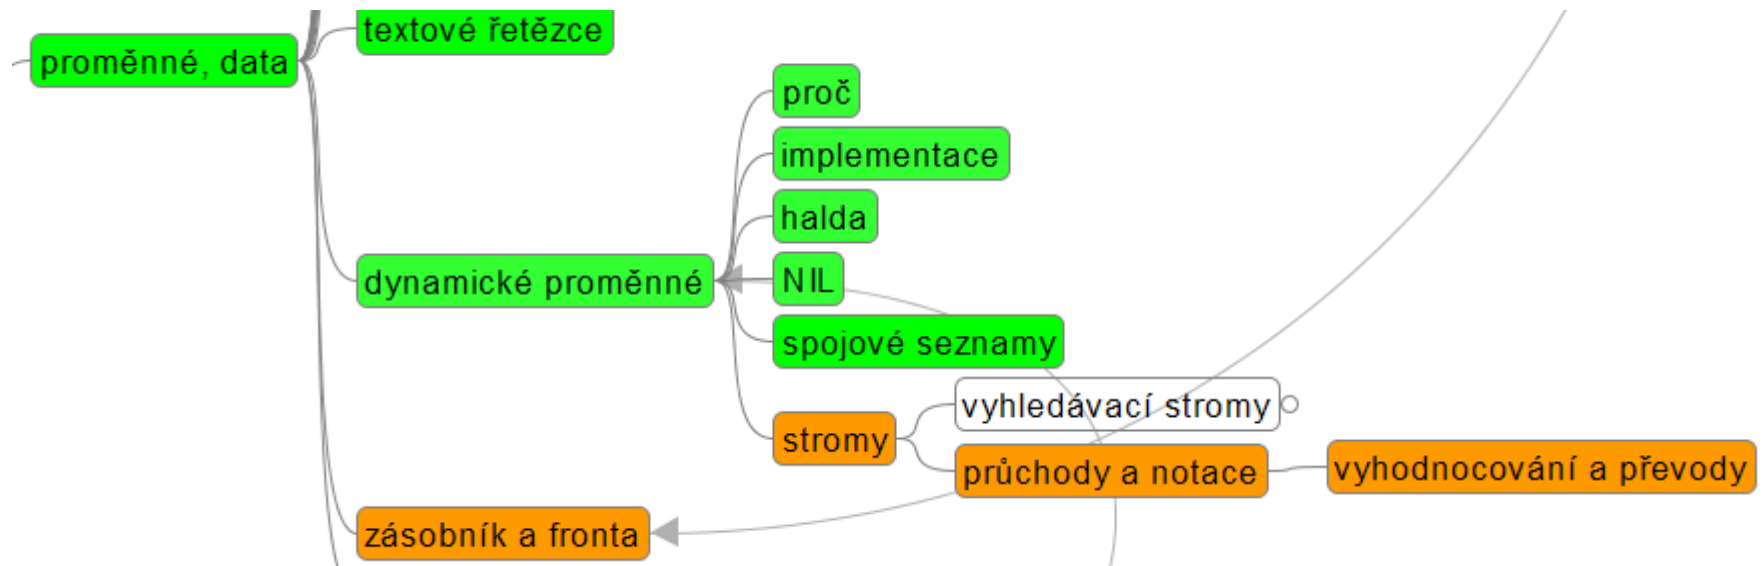 textové řetězce
proměnné, data
proč
implementace
halda
dynamické proměnné
NIL
spojové seznamy
vyhledávací stromy
stromy
průchody a notace
vyhodnocování a převody
zásobník a fronta